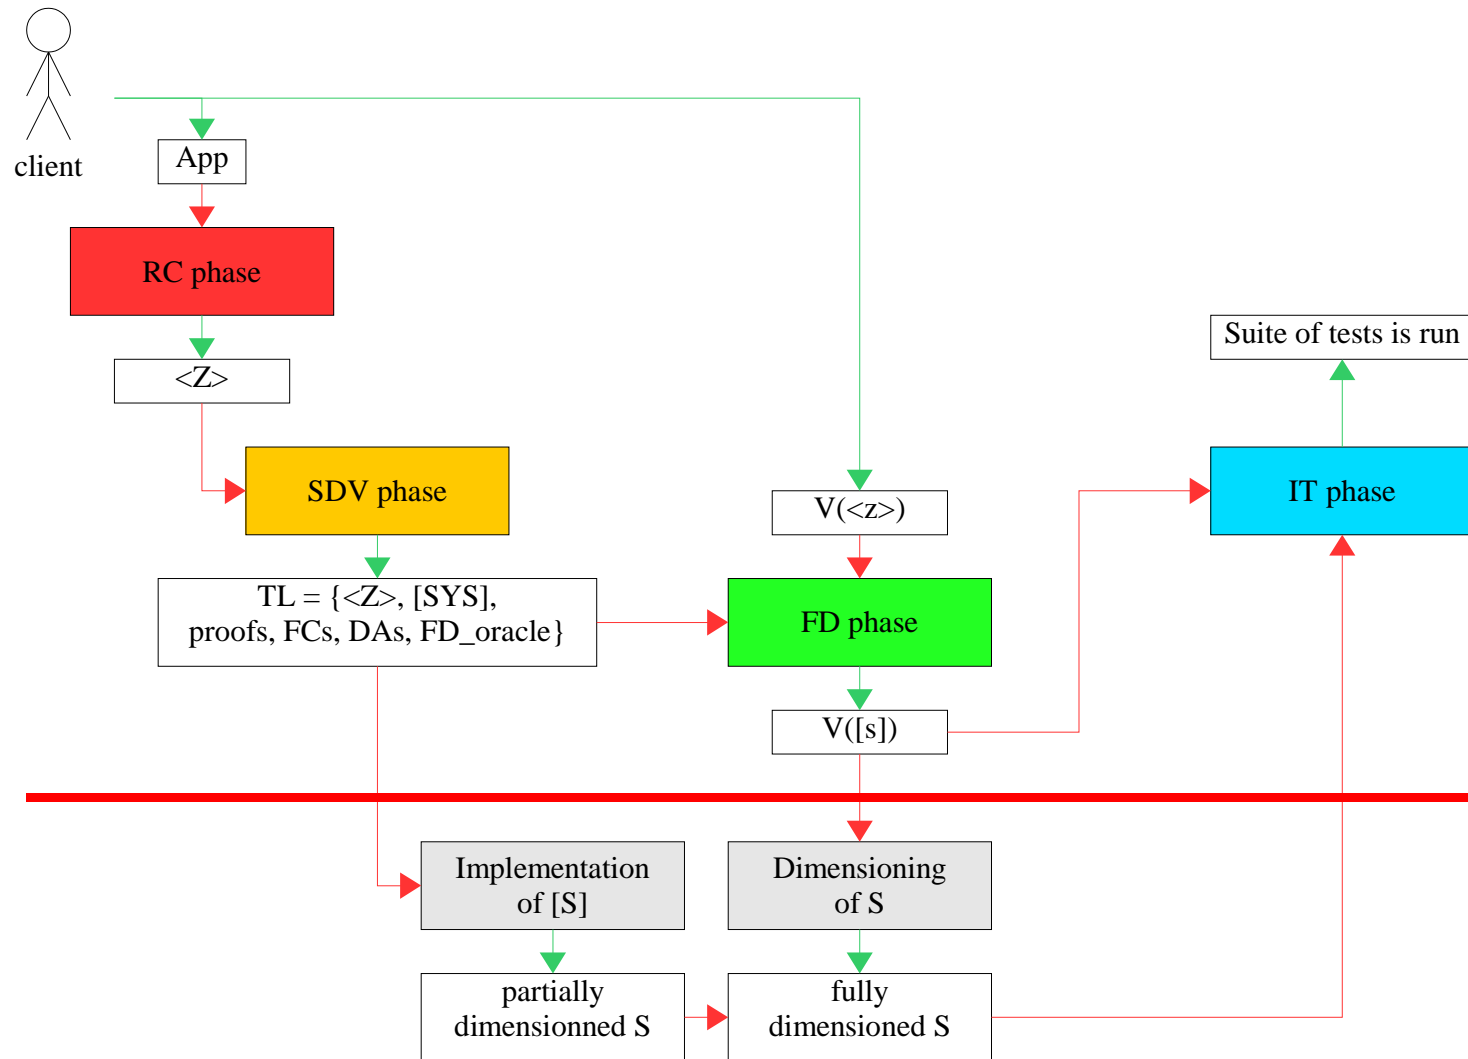 client
App
RC phase
<Z>
Suite of tests is run
SDV phase
V(<z>)
IT phase
TL = {<Z>, [SYS],
proofs, FCs, DAs, FD_oracle}
FD phase
V([s])
Implementation
of [S]
Dimensioning
of S
partially
dimensionned S
fully
dimensioned S